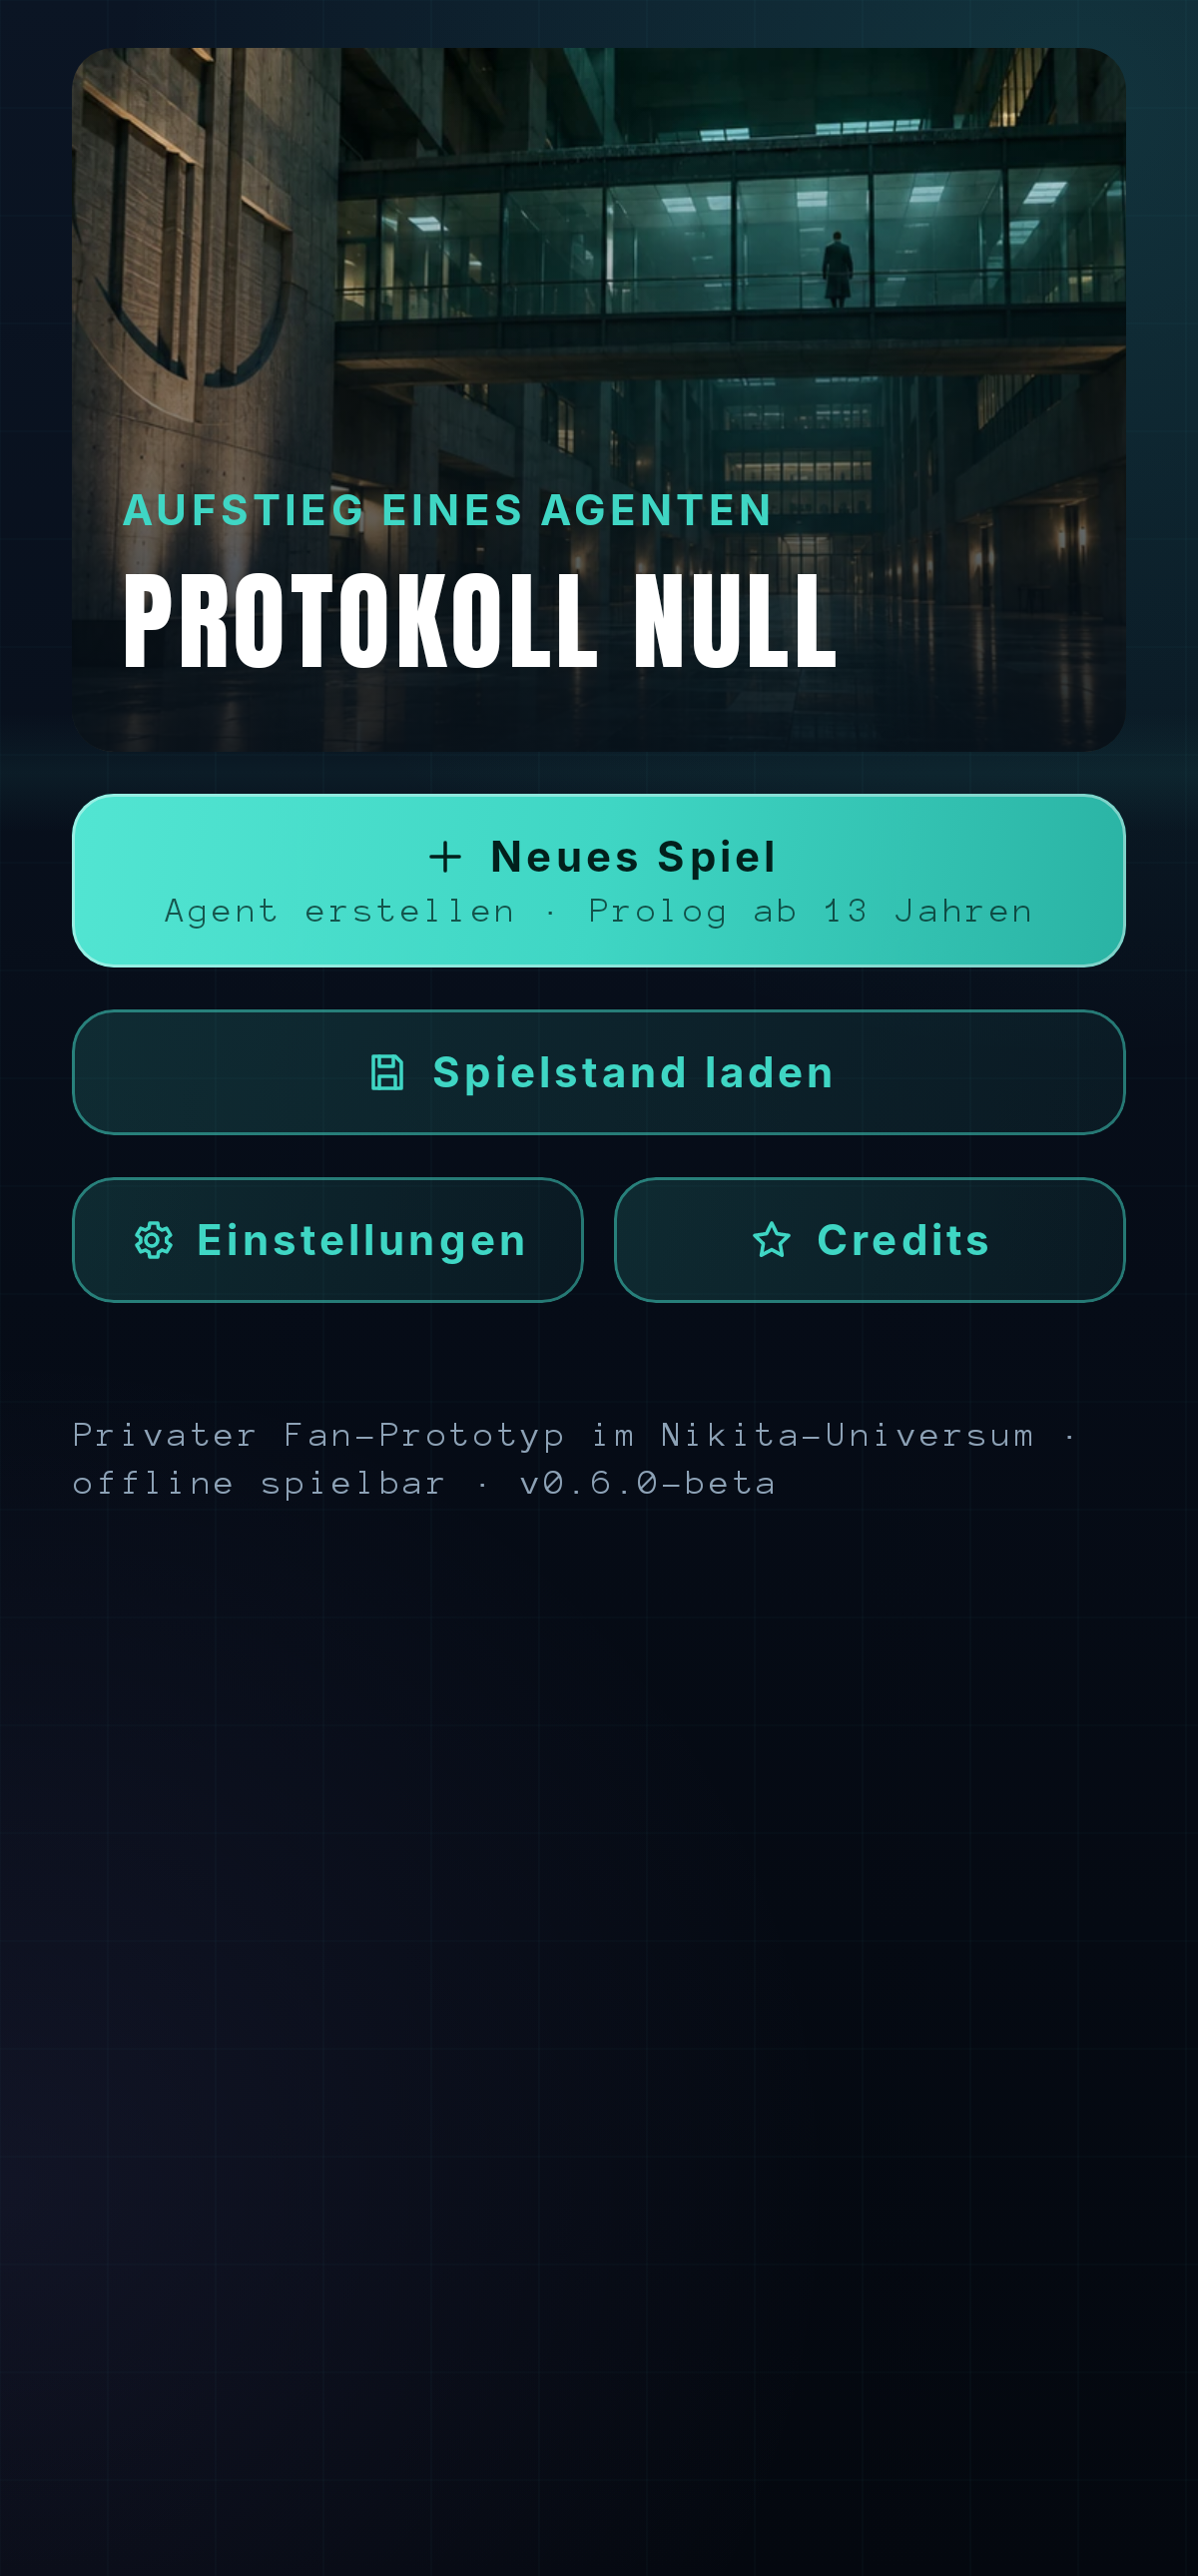 AUFSTIEG EINES AGENTEN
PROTOKOLL NULL
Neues Spiel
Agent erstellen · Prolog ab 13 Jahren
Spielstand laden
Einstellungen
Credits
Privater Fan-Prototyp im Nikita-Universum ·
offline spielbar · v0.6.0-beta